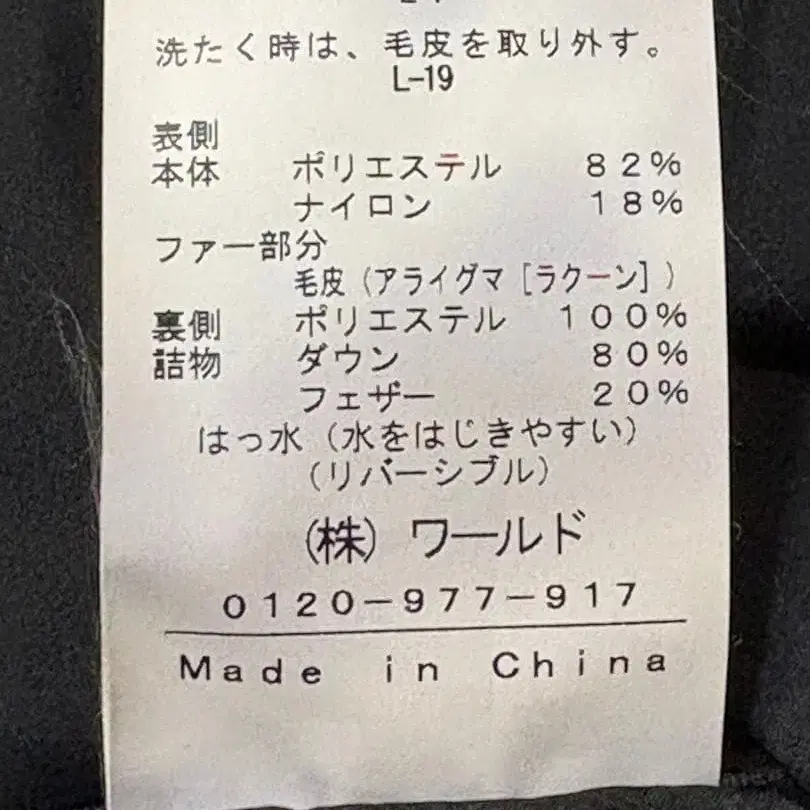 洗たく時は、毛皮を取り外す。
L-19
表側
本体 ポリエステル 82%
ナイロン 18%
ファー部分
毛皮(アライグマ[ラクーン])
裏側 ポリエステル 100%
詰物 ダウン 80%
フェザー 20%
はっ水(水をはじきやすい)
(リバーシブル)
(株) ワールド
0120-977-917
Made in China